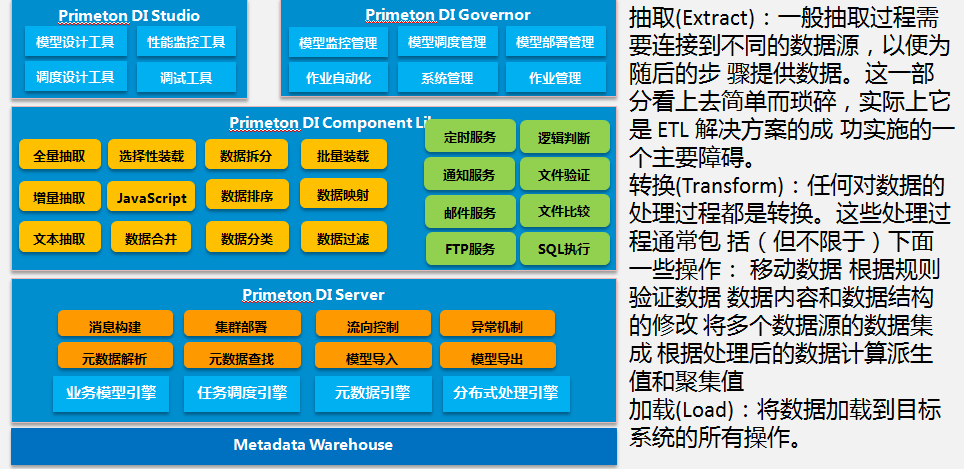 Primeton DI Studio
模型设计工具 性能监控工具
调度设计工具 调试工具
Primeton DI Governor
模型监控管理 模型调度管理 模型部署管理
作业自动化 系统管理 作业管理
Primeton DI Component Li
全量抽取 选择性装载 数据拆分 批量装载
增量抽取 JavaScript 数据排序 数据映射
文本抽取 数据合并 数据分类 数据过滤
定时服务 逻辑判断
通知服务 文件验证
邮件服务 文件比较
FTP服务 SQL执行
Primeton DI Server
消息构建 集群部署 流向控制 异常机制
元数据解析 元数据查找 模型导入 模型导出
业务模型引擎 任务调度引擎 元数据引擎 分布式处理引擎
Metadata Warehouse
抽取(Extract)：一般抽取过程需
要连接到不同的数据源，以便为
随后的步 骤提供数据。这一部
分看上去简单而琐碎，实际上它
是 ETL 解决方案的成 功实施的一
个主要障碍。
转换(Transform)：任何对数据的
处理过程都是转换。这些处理过
程通常包 括（但不限于）下面
一些操作： 移动数据 根据规则
验证数据 数据内容和数据结构
的修改 将多个数据源的数据集
成 根据处理后的数据计算派生
值和聚集值
加载(Load)：将数据加载到目标
系统的所有操作。